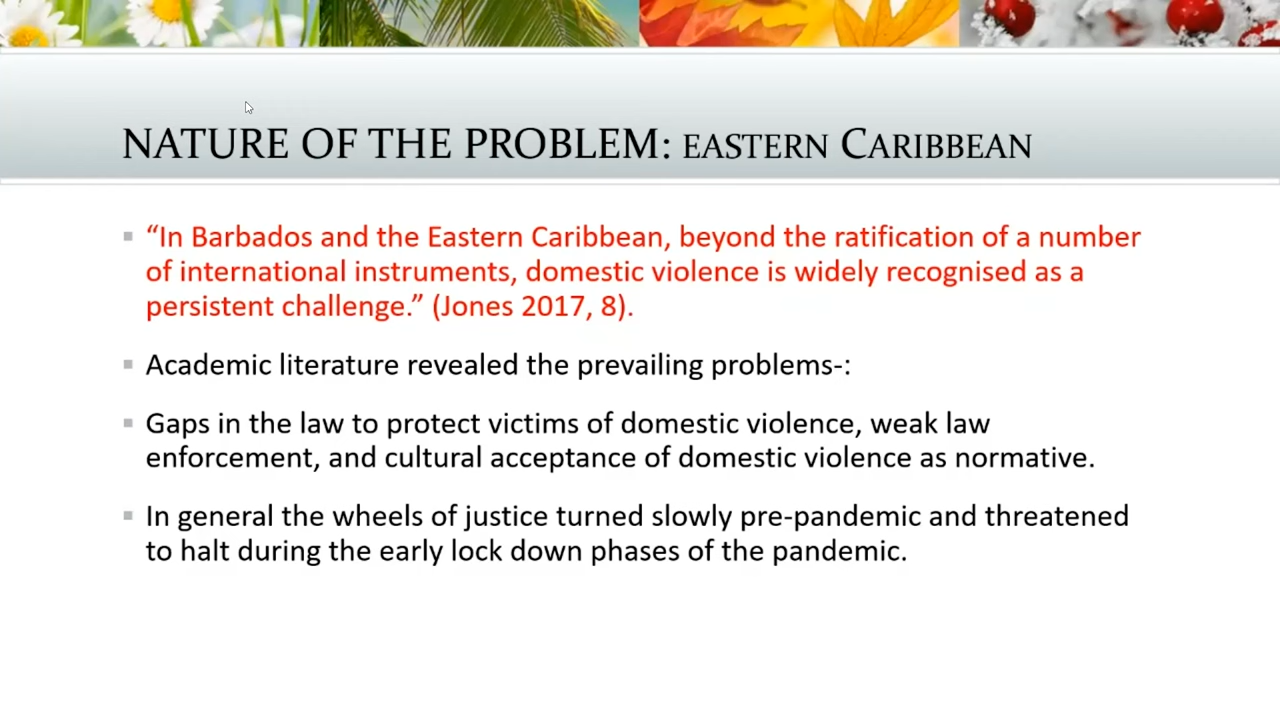 NATURE OF THE PROBLEM: EASTERN CARIBBEAN
“In Barbados and the Eastern Caribbean, beyond the ratification of a number
of international instruments, domestic violence is widely recognised as a
persistent challenge.” (Jones 2017, 8).
Academic literature revealed the prevailing problems-:
Gaps in the law to protect victims of domestic violence, weak law
enforcement, and cultural acceptance of domestic violence as normative.
In general the wheels of justice turned slowly pre-pandemic and threatened
to halt during the early lock down phases of the pandemic.